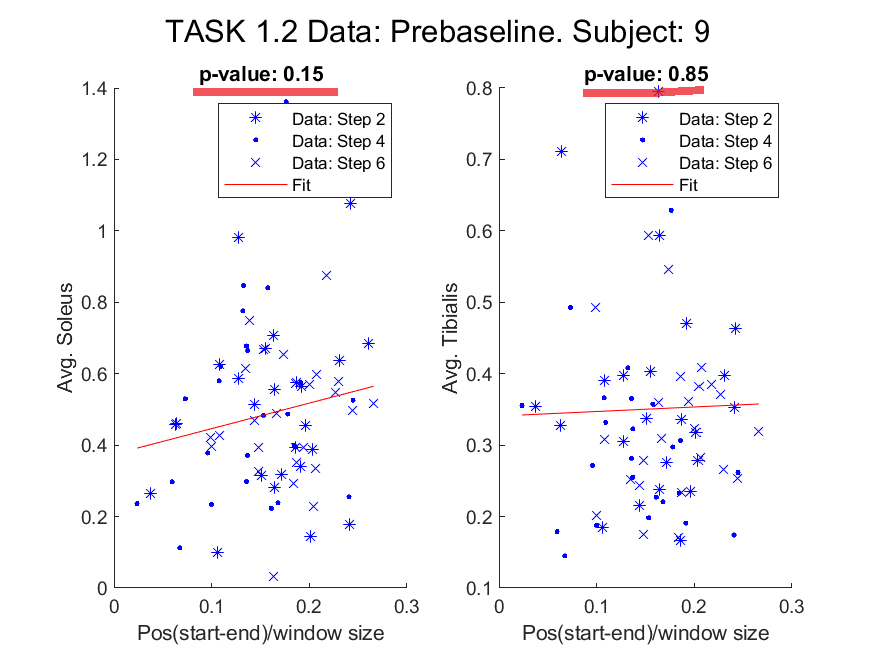 TASK 1.2 Data: Prebaseline. Subject: 9
p-value: 0.15
1.4
1.2
1
0.8
0.6
0.4
0.2
0
Avg. Soleus
Data: Step 2
Data: Step 4
Data: Step 6
Fit
0
0.1
0.2
0.3
Pos(start-end)/window size
p-value: 0.85
0.8
0.7
0.6
0.5
0.4
0.3
0.2
0.1
Avg. Tibialis
Data: Step 2
Data: Step 4
Data: Step 6
Fit
0
0.1
0.2
0.3
Pos(start-end)/window size